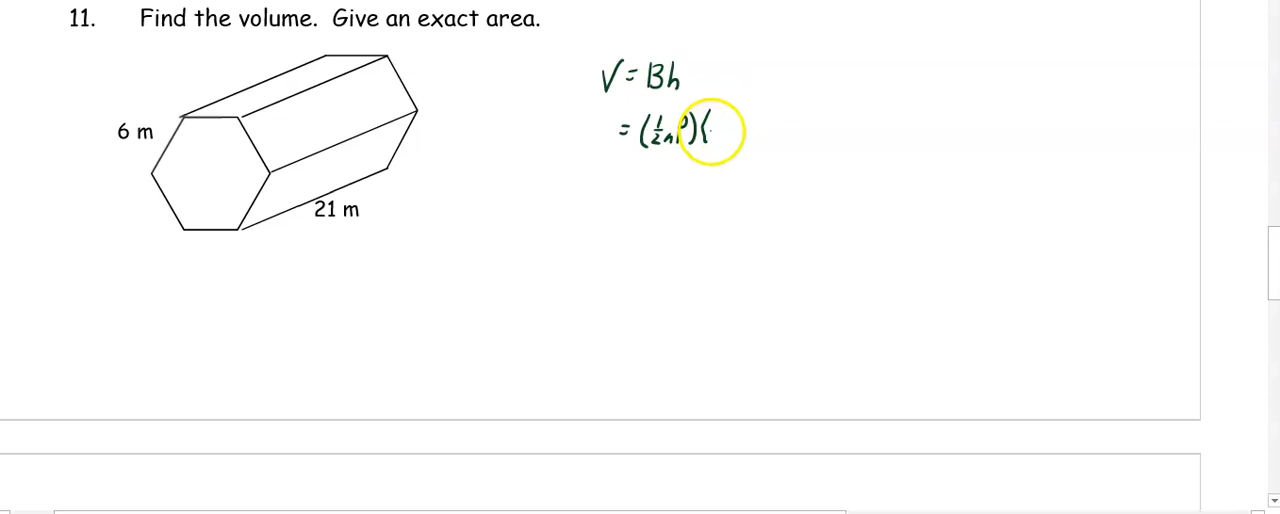 11. Find the volume. Give an exact area.
V = Bh
6 m
= (½ap)(
21 m